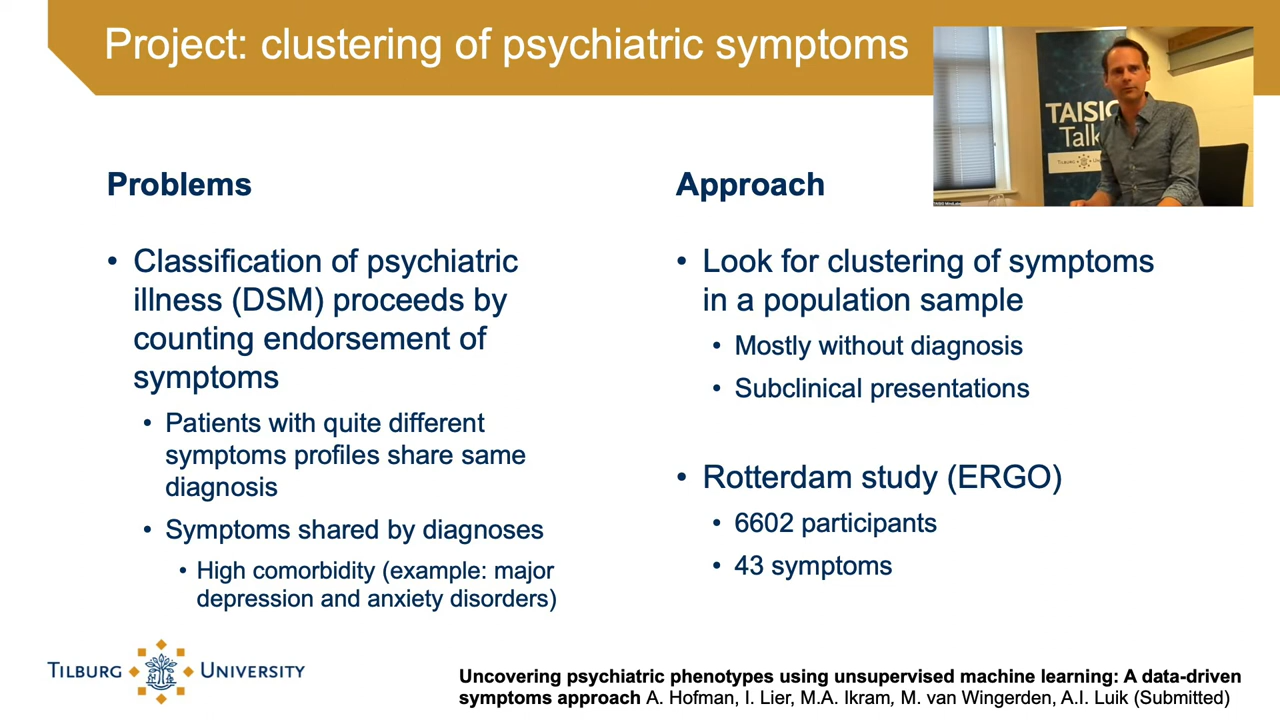 Project: clustering of psychiatric symptoms
TAISIG
Talk
TILBURG
Problems
• Classification of psychiatric
illness (DSM) proceeds by
counting endorsement of
symptoms
• Patients with quite different
symptoms profiles share same
diagnosis
• Symptoms shared by diagnoses
• High comorbidity (example: major
depression and anxiety disorders)
Approach
• Look for clustering of symptoms
in a population sample
• Mostly without diagnosis
• Subclinical presentations
• Rotterdam study (ERGO)
• 6602 participants
• 43 symptoms
TILBURG UNIVERSITY
Uncovering psychiatric phenotypes using unsupervised machine learning: A data-driven
symptoms approach A. Hofman, I. Lier, M.A. Ikram, M. van Wingerden, A.I. Luik (Submitted)